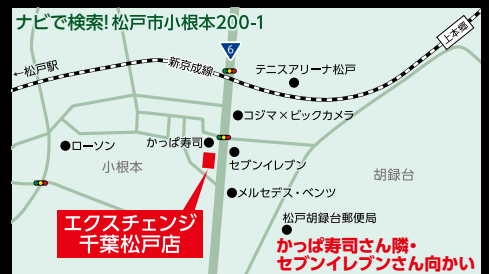 ナビで検索!松戸市小根本200-1
6
上本郷
←松戸駅
新京成線
テニスアリーナ松戸
コジマ×ビックカメラ
かっぱ寿司
ローソン
セブンイレブン
小根本
胡録台
メルセデス・ベンツ
エクスチェンジ
千葉松戸店
松戸胡録台郵便局
かっぱ寿司さん隣・
セブンイレブンさん向かい